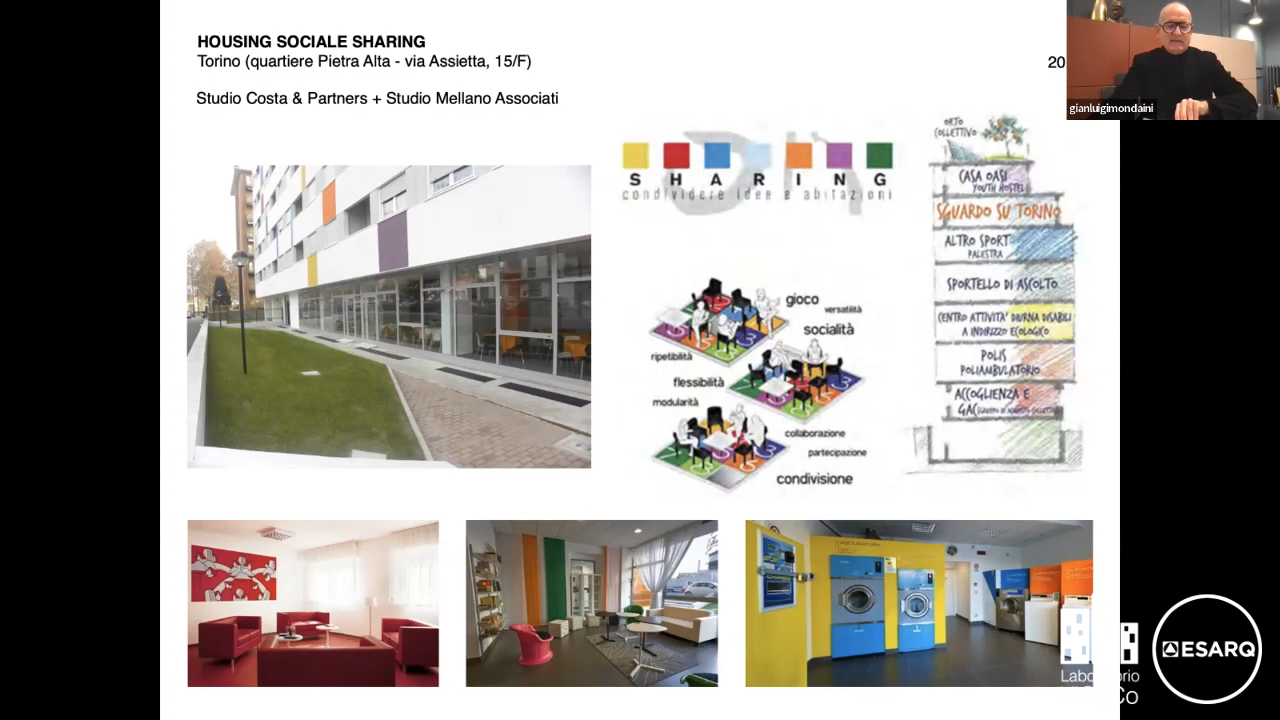 HOUSING SOCIALE SHARING
Torino (quartiere Pietra Alta - via Assietta, 15/F)
20
Studio Costa & Partners + Studio Mellano Associati
gianluigimondaini
SHARING
condividere idee e abitazioni
gioco
versatilità
socialità
ripetibilità
flessibilità
modularità
collaborazione
partecipazione
condivisione
ORTO
COLLETTIVO
CASA OASI
YOUTH HOSTEL
SGUARDO SU TORINO
ALTRO SPORT
PALESTRA
SPORTELLO DI ASCOLTO
CENTRO ATTIVITA' DIURNA DISABILI
A INDIRIZZO ECOLOGICO
POLIS
POLIAMBULATORIO
ACCOGLIENZA E
GAC
ESARQ